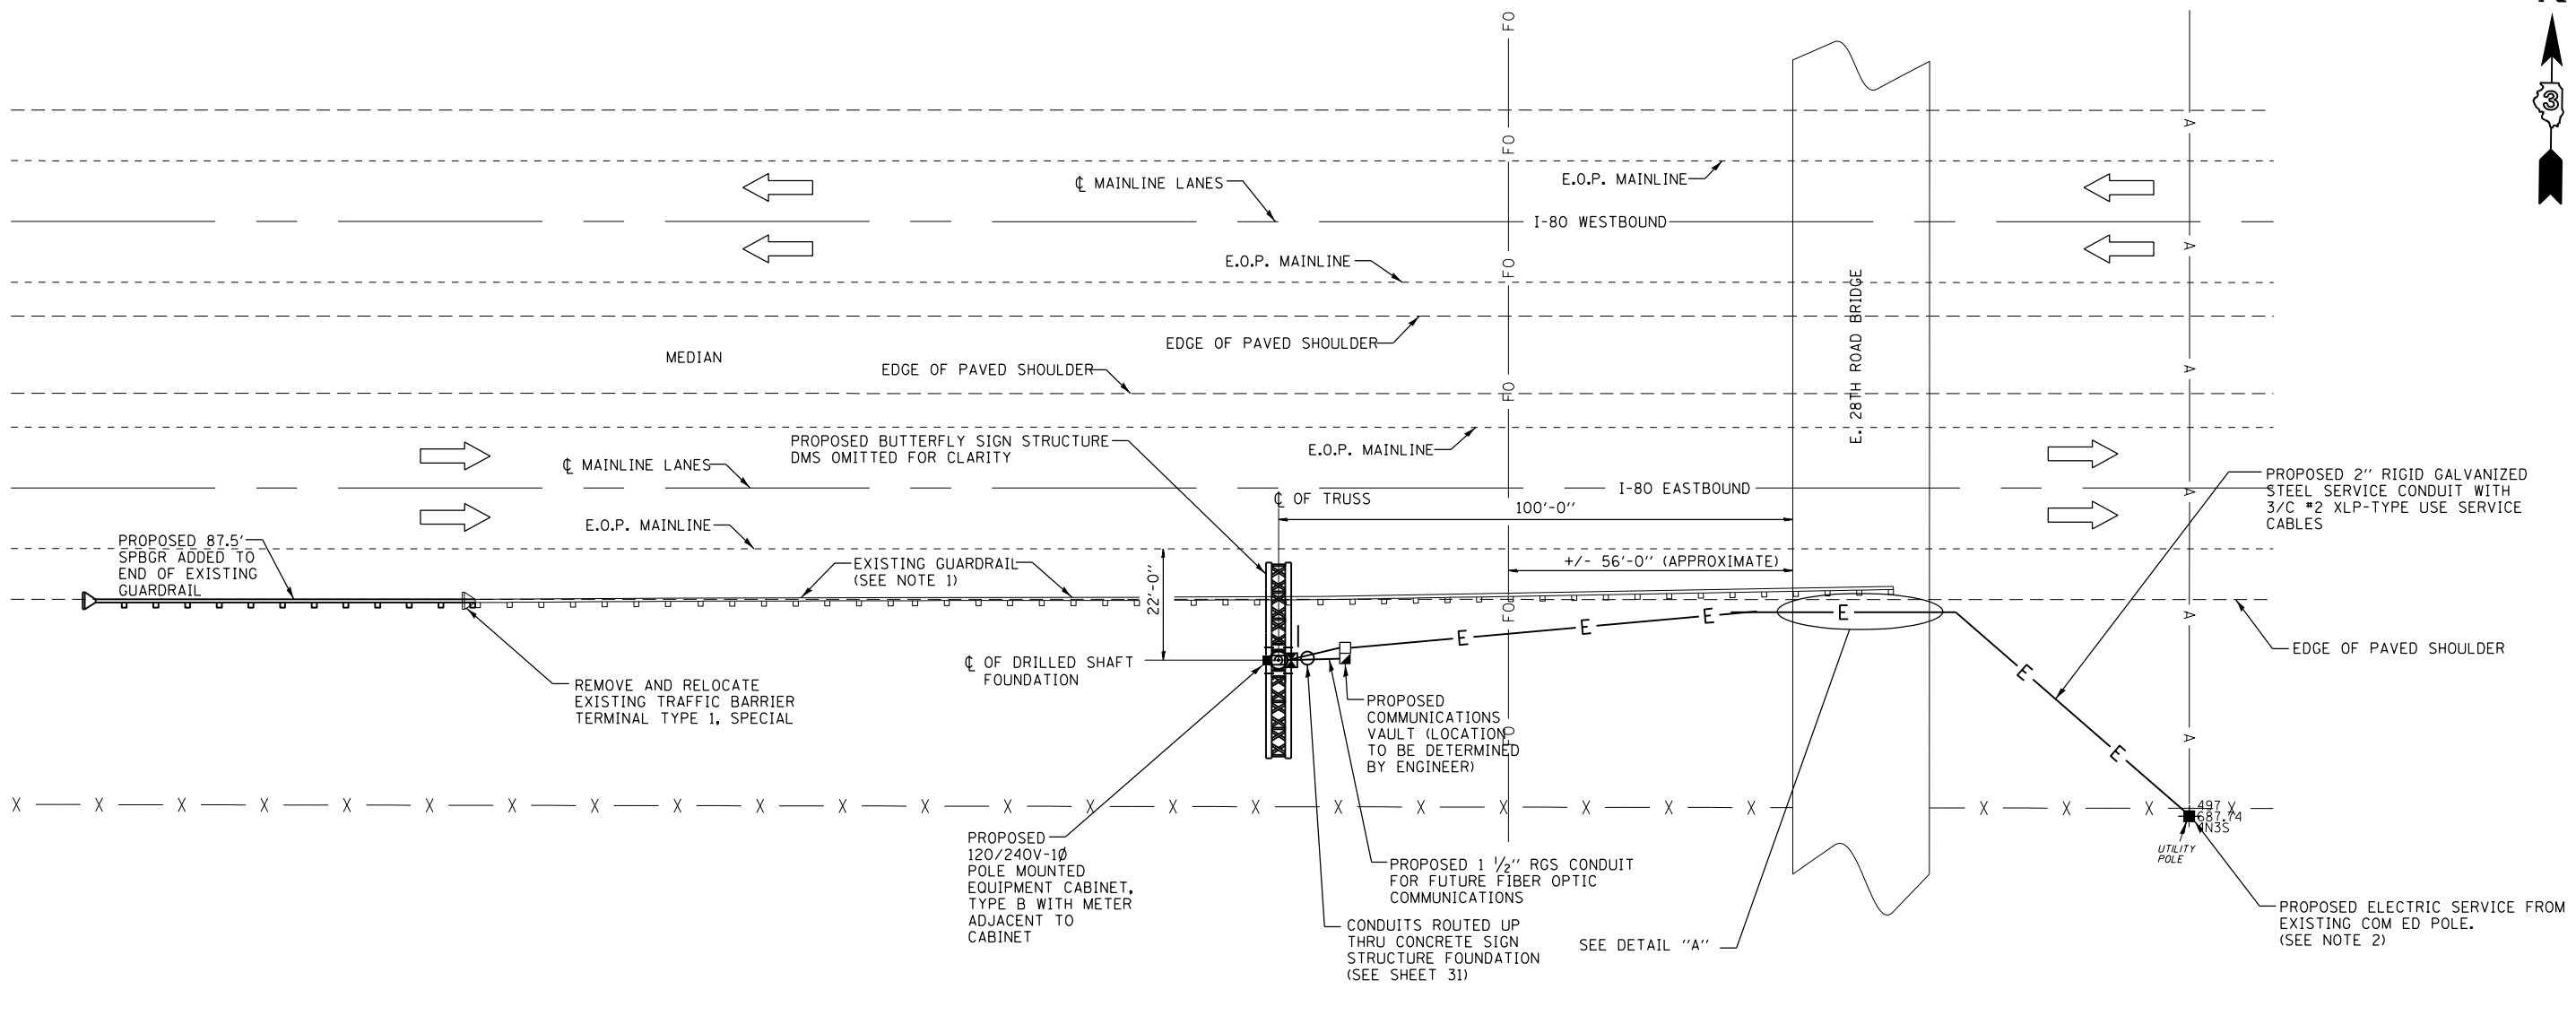 FO
3
A
FO
℄ MAINLINE LANES
E.O.P. MAINLINE
I-80 WESTBOUND
A
E.O.P. MAINLINE
FO
E. 28TH ROAD BRIDGE
EDGE OF PAVED SHOULDER
MEDIAN
EDGE OF PAVED SHOULDER
A
FO
PROPOSED BUTTERFLY SIGN STRUCTURE
DMS OMITTED FOR CLARITY
E.O.P. MAINLINE
℄ MAINLINE LANES
PROPOSED 2" RIGID GALVANIZED
STEEL SERVICE CONDUIT WITH
3/C #2 XLP-TYPE USE SERVICE
CABLES
I-80 EASTBOUND
A
℄ OF TRUSS
100'-0"
E.O.P. MAINLINE
PROPOSED 87.5'
SPBGR ADDED TO
END OF EXISTING
GUARDRAIL
EXISTING GUARDRAIL
(SEE NOTE 1)
+/- 56'-0" (APPROXIMATE)
22'-0"
FO
A
E
E
E
E
E
E
EDGE OF PAVED SHOULDER
℄ OF DRILLED SHAFT
FOUNDATION
REMOVE AND RELOCATE
EXISTING TRAFFIC BARRIER
TERMINAL TYPE 1, SPECIAL
PROPOSED
COMMUNICATIONS
VAULT (LOCATION
TO BE DETERMINED
BY ENGINEER)
FO
A
X X X X X X X X X X X X X X X X X X X X X X X X X X
497
687.74
4N3S
UTILITY
POLE
PROPOSED
120/240V-1Ø
POLE MOUNTED
EQUIPMENT CABINET,
TYPE B WITH METER
ADJACENT TO
CABINET
PROPOSED 1 1/2" RGS CONDUIT
FOR FUTURE FIBER OPTIC
COMMUNICATIONS
CONDUITS ROUTED UP
THRU CONCRETE SIGN
STRUCTURE FOUNDATION
(SEE SHEET 31)
SEE DETAIL "A"
PROPOSED ELECTRIC SERVICE FROM
EXISTING COM ED POLE.
(SEE NOTE 2)